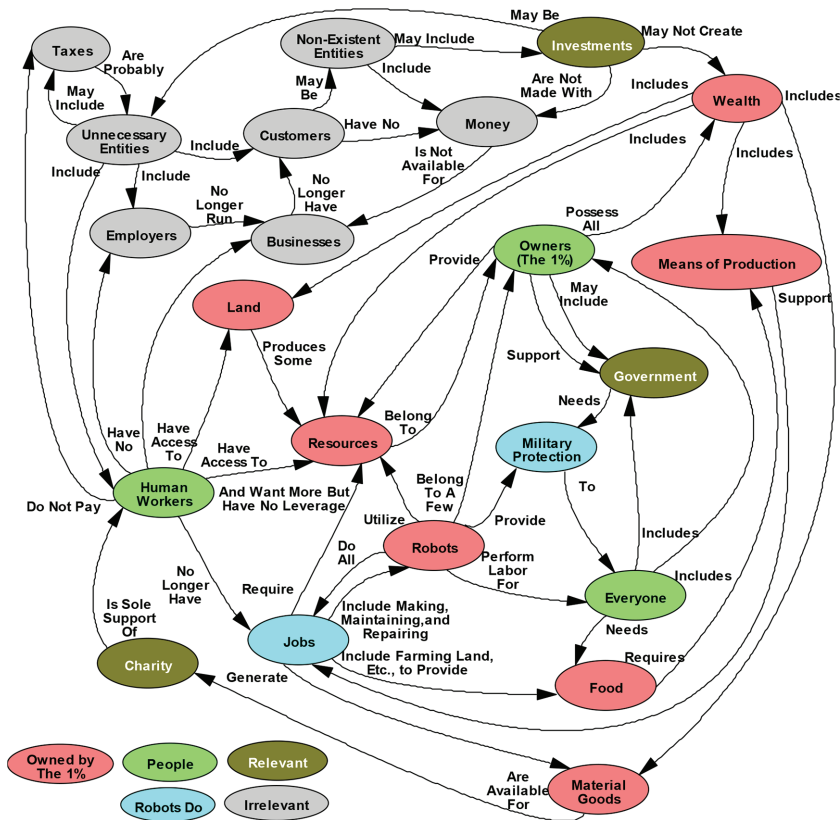 May Be
Taxes
Are
Probably
Non-Existent
Entities
May Include
Investments
May Not Create
May
Include
May
Be
Include
Are Not
Made With
Includes
Wealth
Includes
Unnecessary
Entities
Include
Customers
Have No
Money
Includes
Includes
Include
Include
No
Longer
Run
No
Longer
Have
Is Not
Available
For
Employers
Businesses
Possess
All
Owners
(The 1%)
Provide
Means of Production
May
Include
Support
Land
Produces
Some
Support
Government
Needs
Have
No
Have
Access
To
Have
Access To
Resources
Belong
To
Military
Protection
Human
Workers
And Want More But
Have No Leverage
Belong
To A
Few
To
Do Not Pay
Utilize
Provide
Robots
Includes
No
Longer
Have
Do
All
Perform
Labor
For
Includes
Require
Everyone
Is Sole
Support
Of
Include Making,
Maintaining,and
Repairing
Needs
Jobs
Include Farming Land,
Etc., to Provide
Requires
Charity
Generate
Food
Owned by
The 1%
People
Relevant
Are
Available
For
Material
Goods
Robots Do
Irrelevant